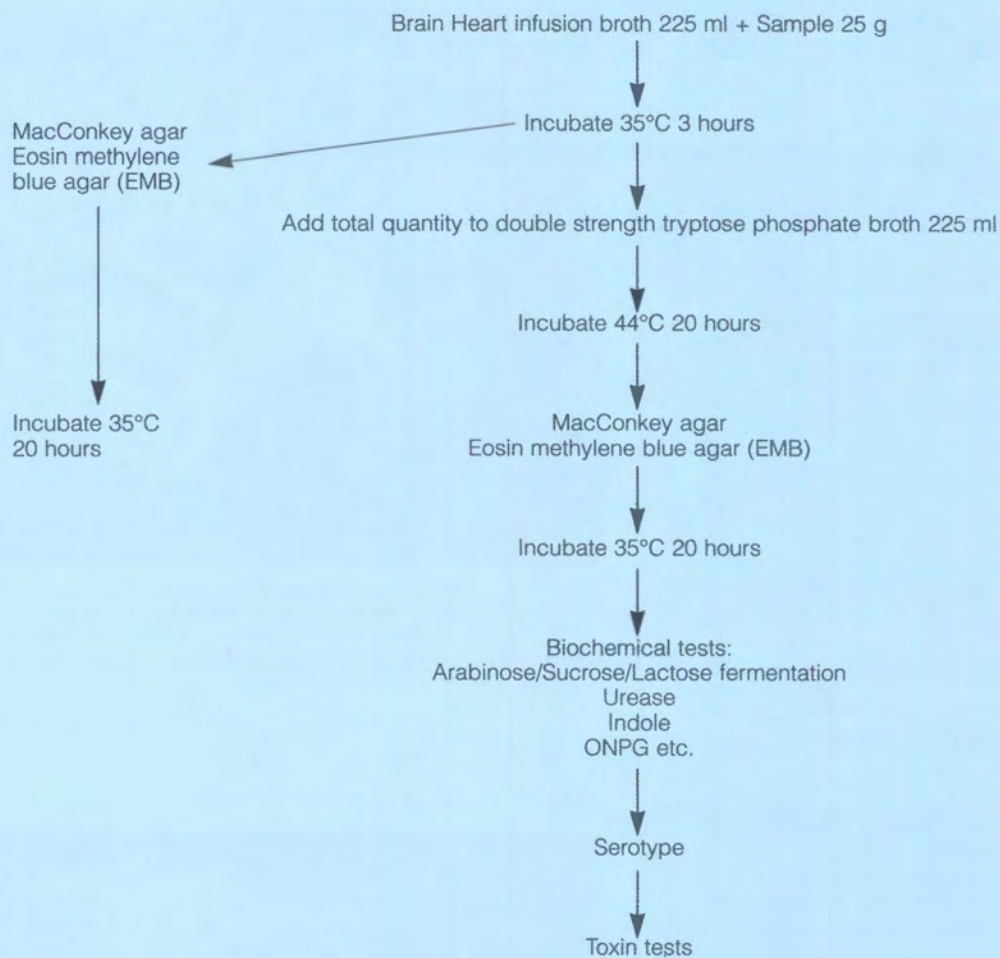 Brain Heart infusion broth 225 ml + Sample 25 g
Incubate 35°C 3 hours
MacConkey agar
Eosin methylene
blue agar (EMB)
Add total quantity to double strength tryptose phosphate broth 225 ml
Incubate 44°C 20 hours
Incubate 35°C
20 hours
MacConkey agar
Eosin methylene blue agar (EMB)
Incubate 35°C 20 hours
Biochemical tests:
Arabinose/Sucrose/Lactose fermentation
Urease
Indole
ONPG etc.
Serotype
Toxin tests